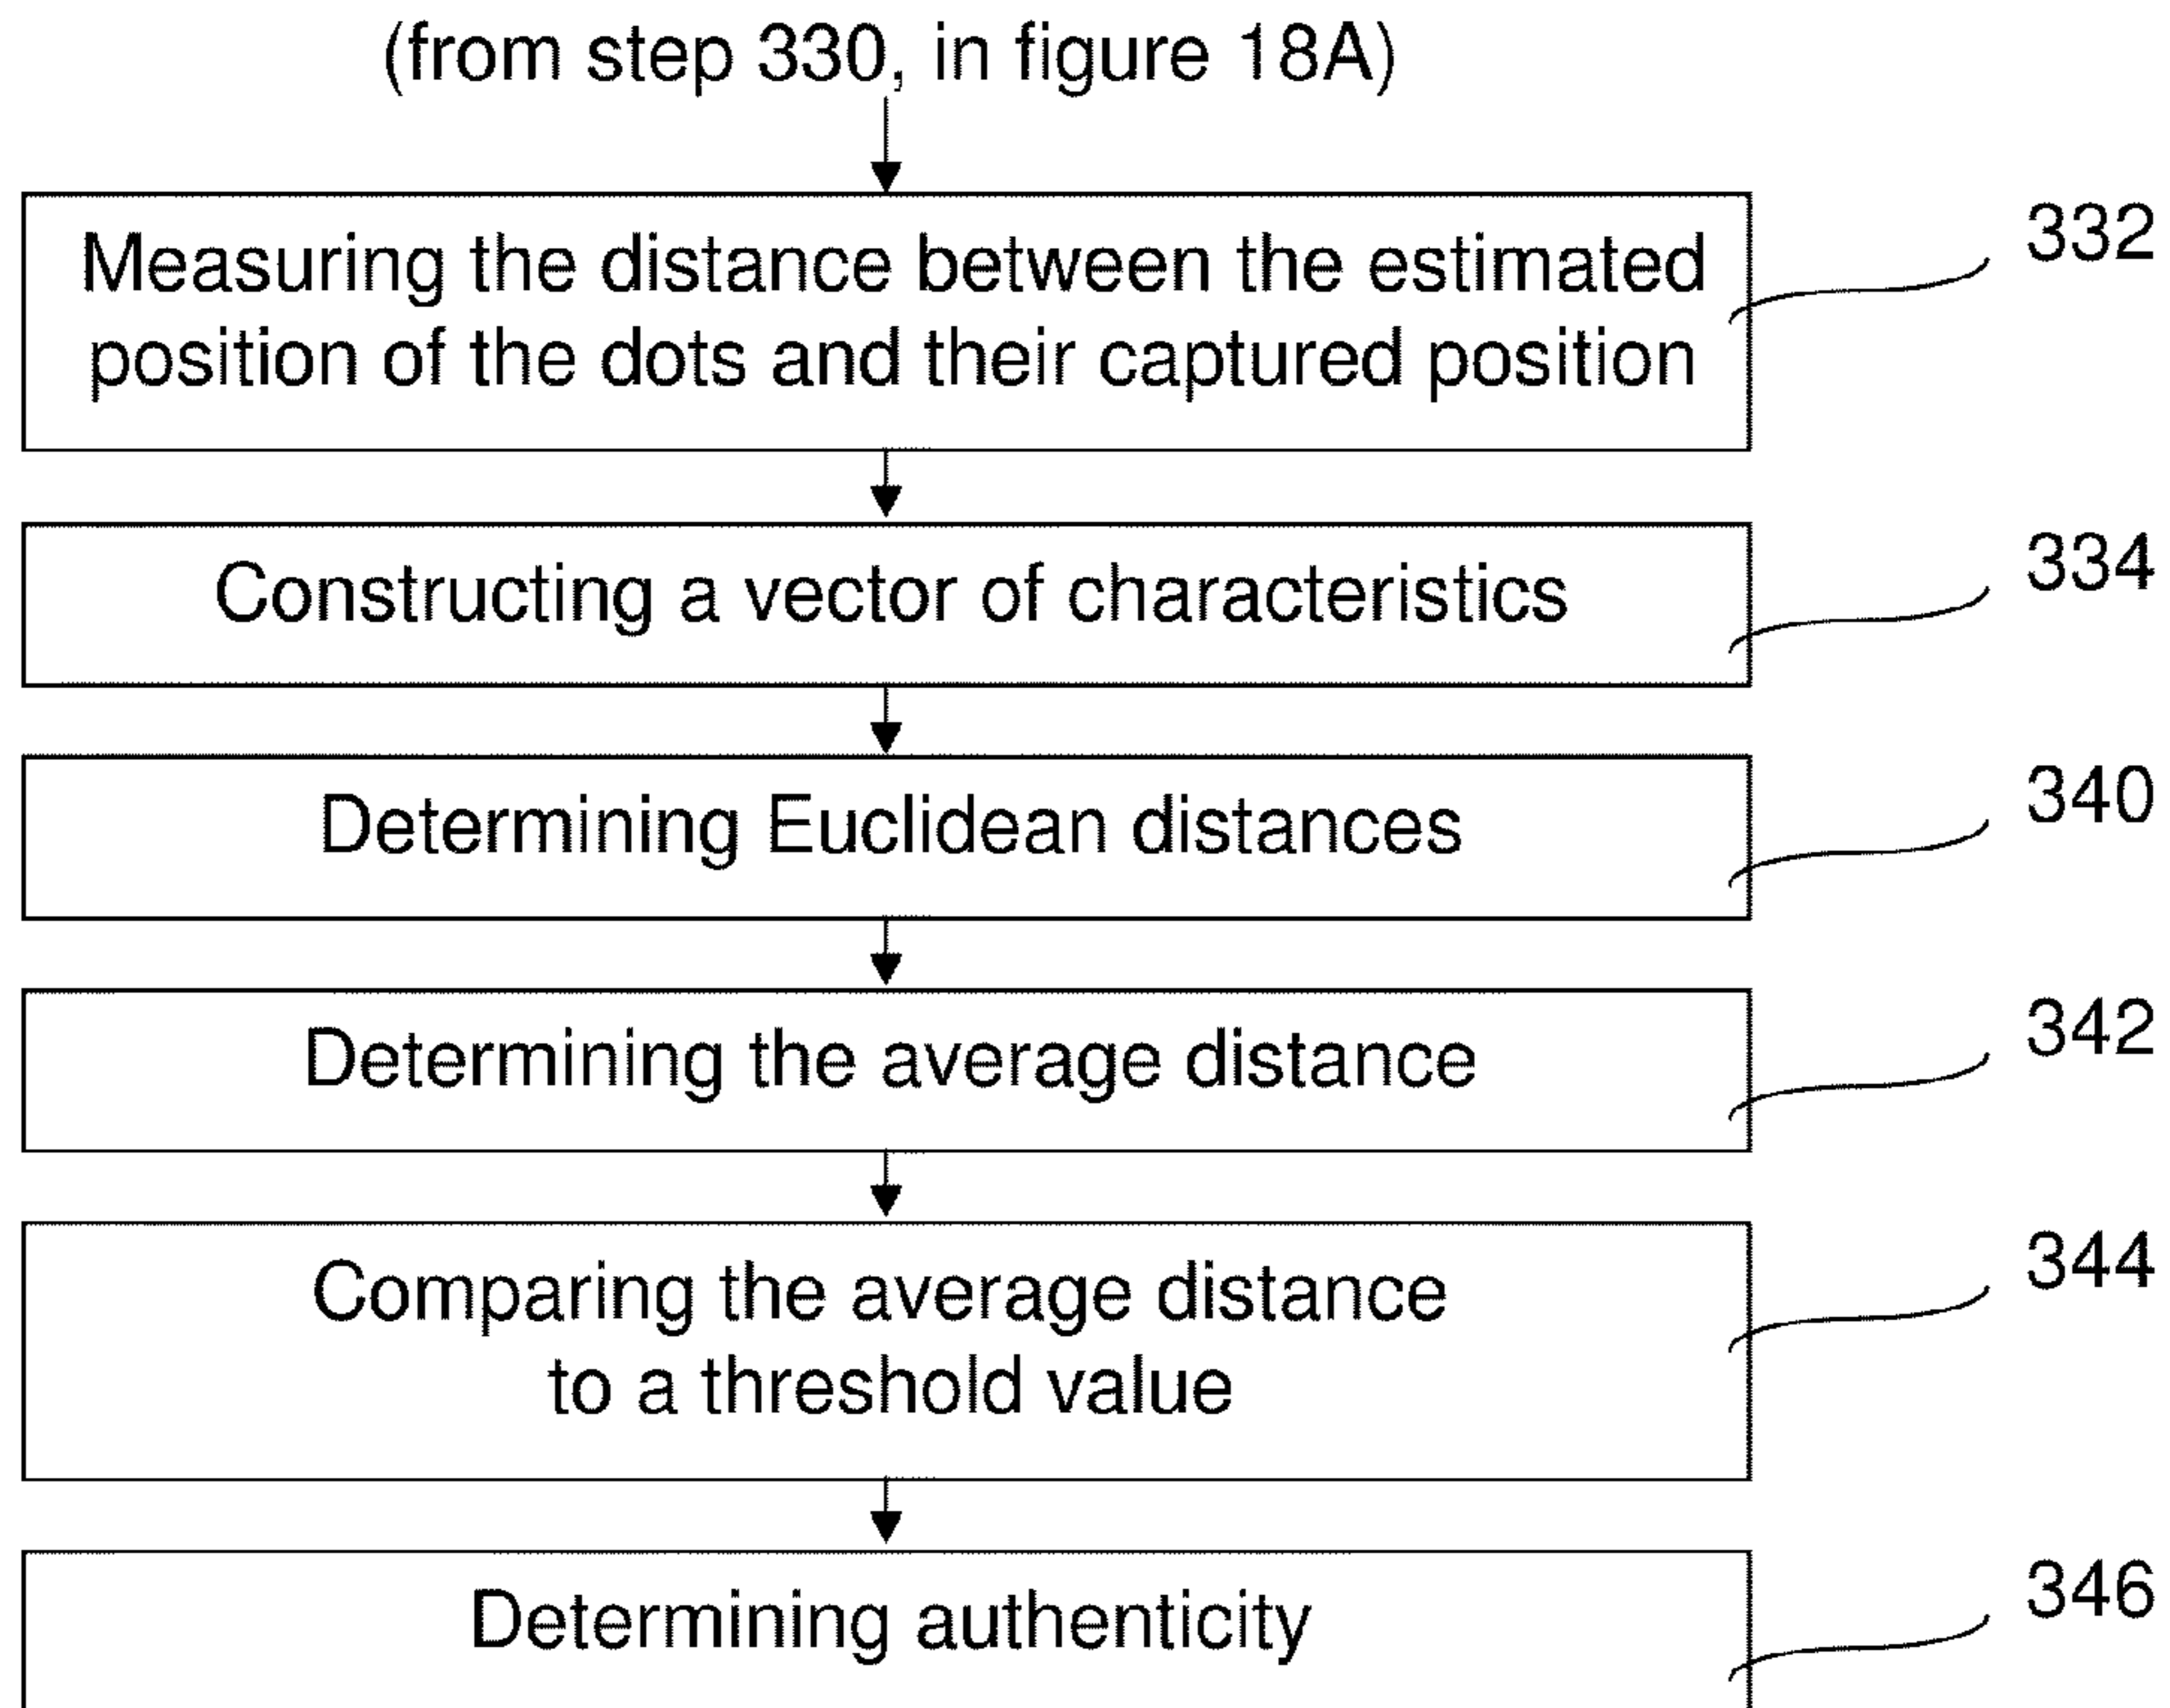 (from step 330, in figure 18A)
Measuring the distance between the estimated
position of the dots and their captured position
332
Constructing a vector of characteristics
334
Determining Euclidean distances
340
Determining the average distance
342
Comparing the average distance
to a threshold value
344
Determining authenticity
346